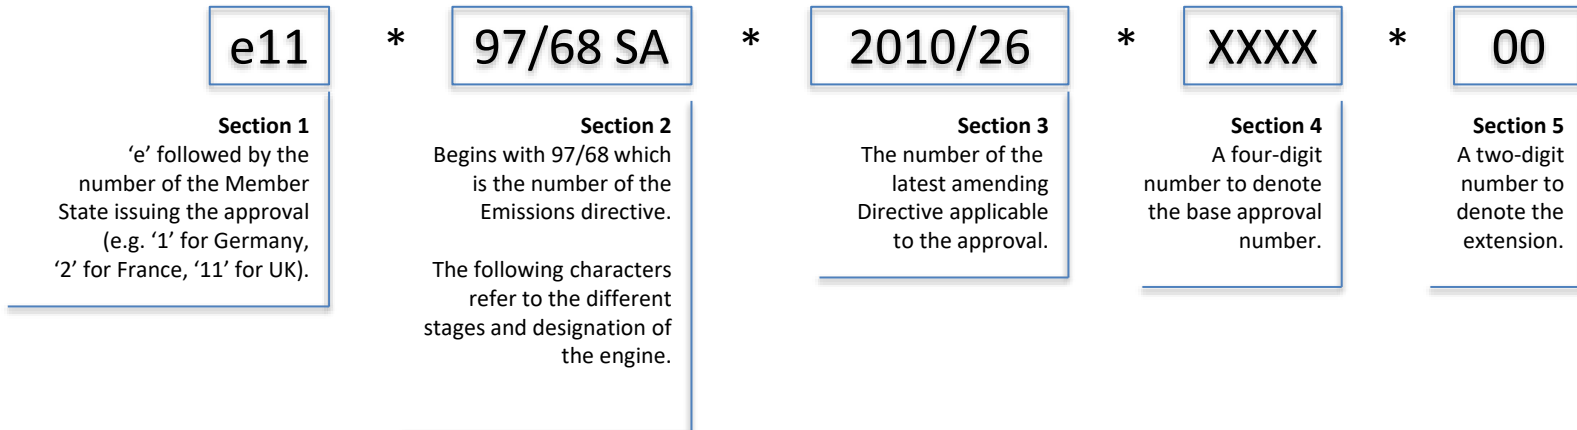 e11 * 97/68 SA * 2010/26 * XXXX * 00
Section 1
‘e’ followed by the
number of the Member
State issuing the approval
(e.g. ‘1’ for Germany,
‘2’ for France, ‘11’ for UK).
Section 2
Begins with 97/68 which
is the number of the
Emissions directive.
The following characters
refer to the different
stages and designation of
the engine.
Section 3
The number of the
latest amending
Directive applicable
to the approval.
Section 4
A four-digit
number to denote
the base approval
number.
Section 5
A two-digit
number to
denote the
extension.